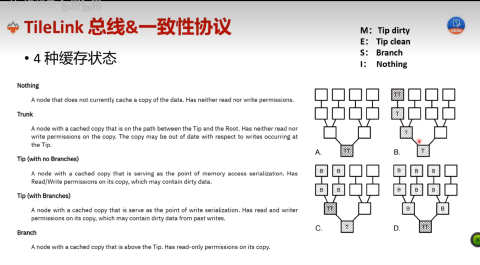 TileLink 总线&一致性协议
M: Tip dirty
E: Tip clean
S: Branch
I: Nothing
• 4 种缓存状态
Nothing
A node that does not currently cache a copy of the data. Has neither read nor write permissions.
Trunk
A node with a cached copy that is on the path between the Tip and the Root. Has neither read nor
write permissions on the copy. The copy may be out of date with respect to writes occurring at
the Tip.
Tip (with no Branches)
A node with a cached copy that is serving as the point of memory access serialization. Has
Read/Write permissions on its copy, which may contain dirty data.
Tip (with Branches)
A node with a cached copy that is serve as the point of write serialization. Has read and writer
permissions on its copy, which may contain dirty data from past writes.
Branch
A node with a cached copy that is above the Tip. Has read-only permissions on its copy.
TT
A.
TT
T
T
T
B.
B B
B B
TT
T
C.
B B B
B B B B
B B
TT
D.